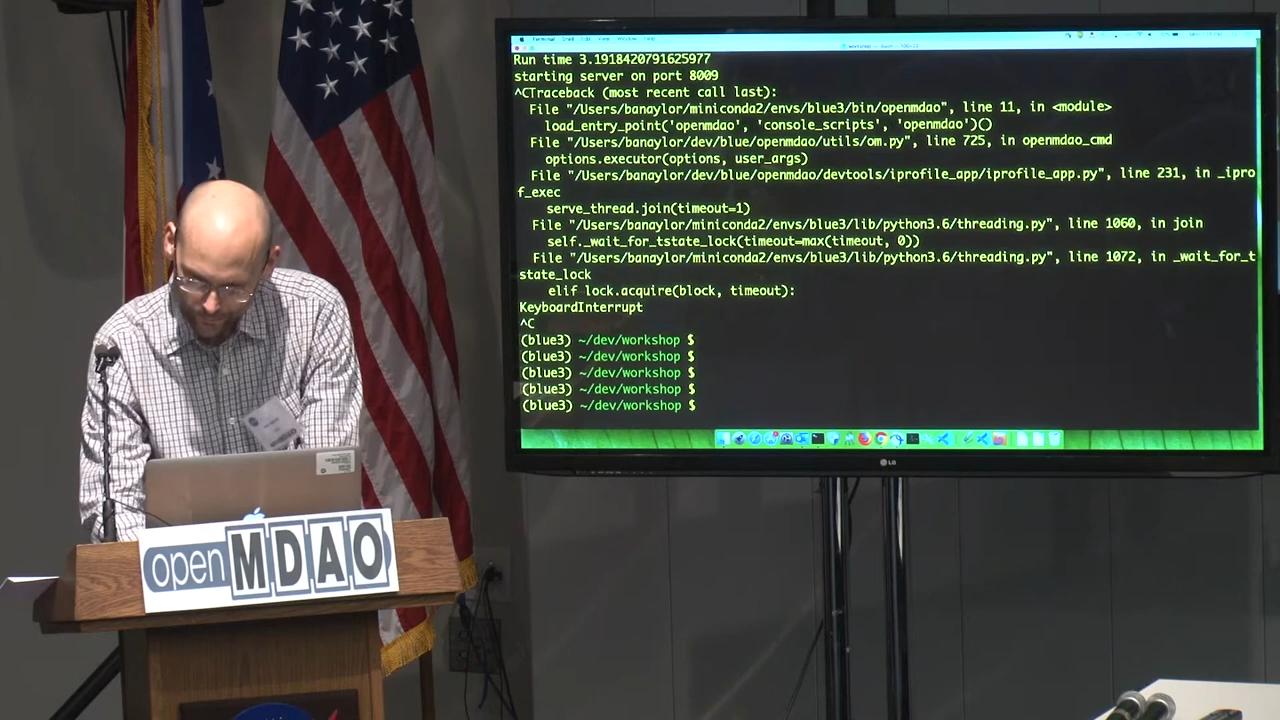 Run time 3.1918420791625977
starting server on port 8009
^CTraceback (most recent call last):
File "/Users/banaylor/miniconda2/envs/blue3/bin/openmdao", line 11, in <module>
load_entry_point('openmdao', 'console_scripts', 'openmdao')()
File "/Users/banaylor/dev/blue/openmdao/utils/om.py", line 725, in openmdao_cmd
options.executor(options, user_args)
File "/Users/banaylor/dev/blue/openmdao/devtools/iprofile_app/iprofile_app.py", line 231, in _ipro
f_exec
serve_thread.join(timeout=1)
File "/Users/banaylor/miniconda2/envs/blue3/lib/python3.6/threading.py", line 1060, in join
self._wait_for_tstate_lock(timeout=max(timeout, 0))
File "/Users/banaylor/miniconda2/envs/blue3/lib/python3.6/threading.py", line 1072, in _wait_for_t
state_lock
elif lock.acquire(block, timeout):
KeyboardInterrupt
^C
(blue3) ~/dev/workshop $
(blue3) ~/dev/workshop $
(blue3) ~/dev/workshop $
(blue3) ~/dev/workshop $
(blue3) ~/dev/workshop $
LG
openMDAO